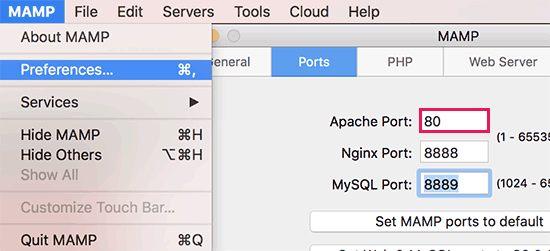 MAMP File Edit Servers Tools Cloud Help
About MAMP
Preferences... ⌘,
Services ▶
Hide MAMP ⌘H
Hide Others ⌥⌘H
Show All
Customize Touch Bar...
Quit MAMP ⌘Q
MAMP
General Ports PHP Web Server
Apache Port: 80
(1 - 65535
Nginx Port: 8888
MySQL Port: 8889 (1024 - 65
Set MAMP ports to default